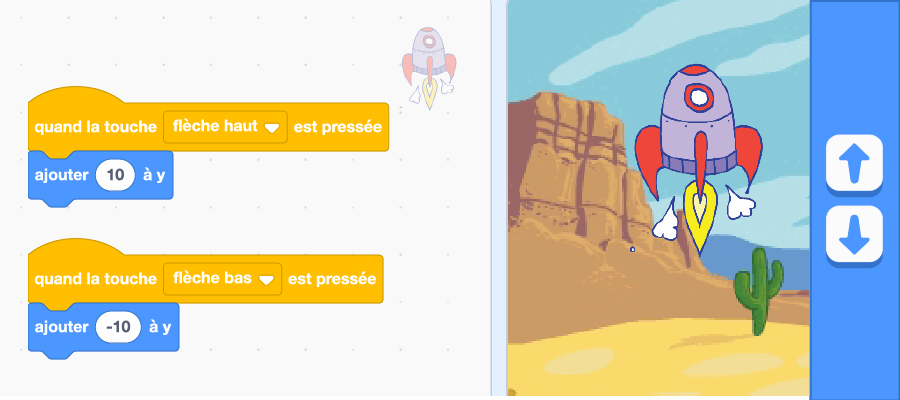 quand la touche flèche haut est pressée
ajouter 10 à y
quand la touche flèche bas est pressée
ajouter -10 à y